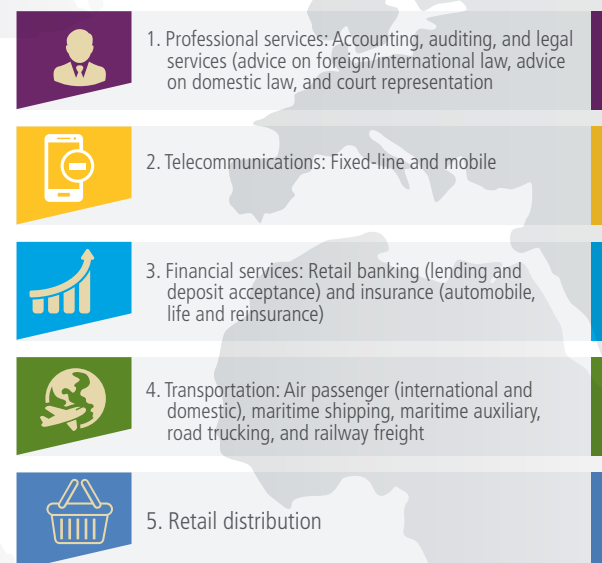 1. Professional services: Accounting, auditing, and legal
services (advice on foreign/international law, advice
on domestic law, and court representation
2. Telecommunications: Fixed-line and mobile
3. Financial services: Retail banking (lending and
deposit acceptance) and insurance (automobile,
life and reinsurance)
4. Transportation: Air passenger (international and
domestic), maritime shipping, maritime auxiliary,
road trucking, and railway freight
5. Retail distribution